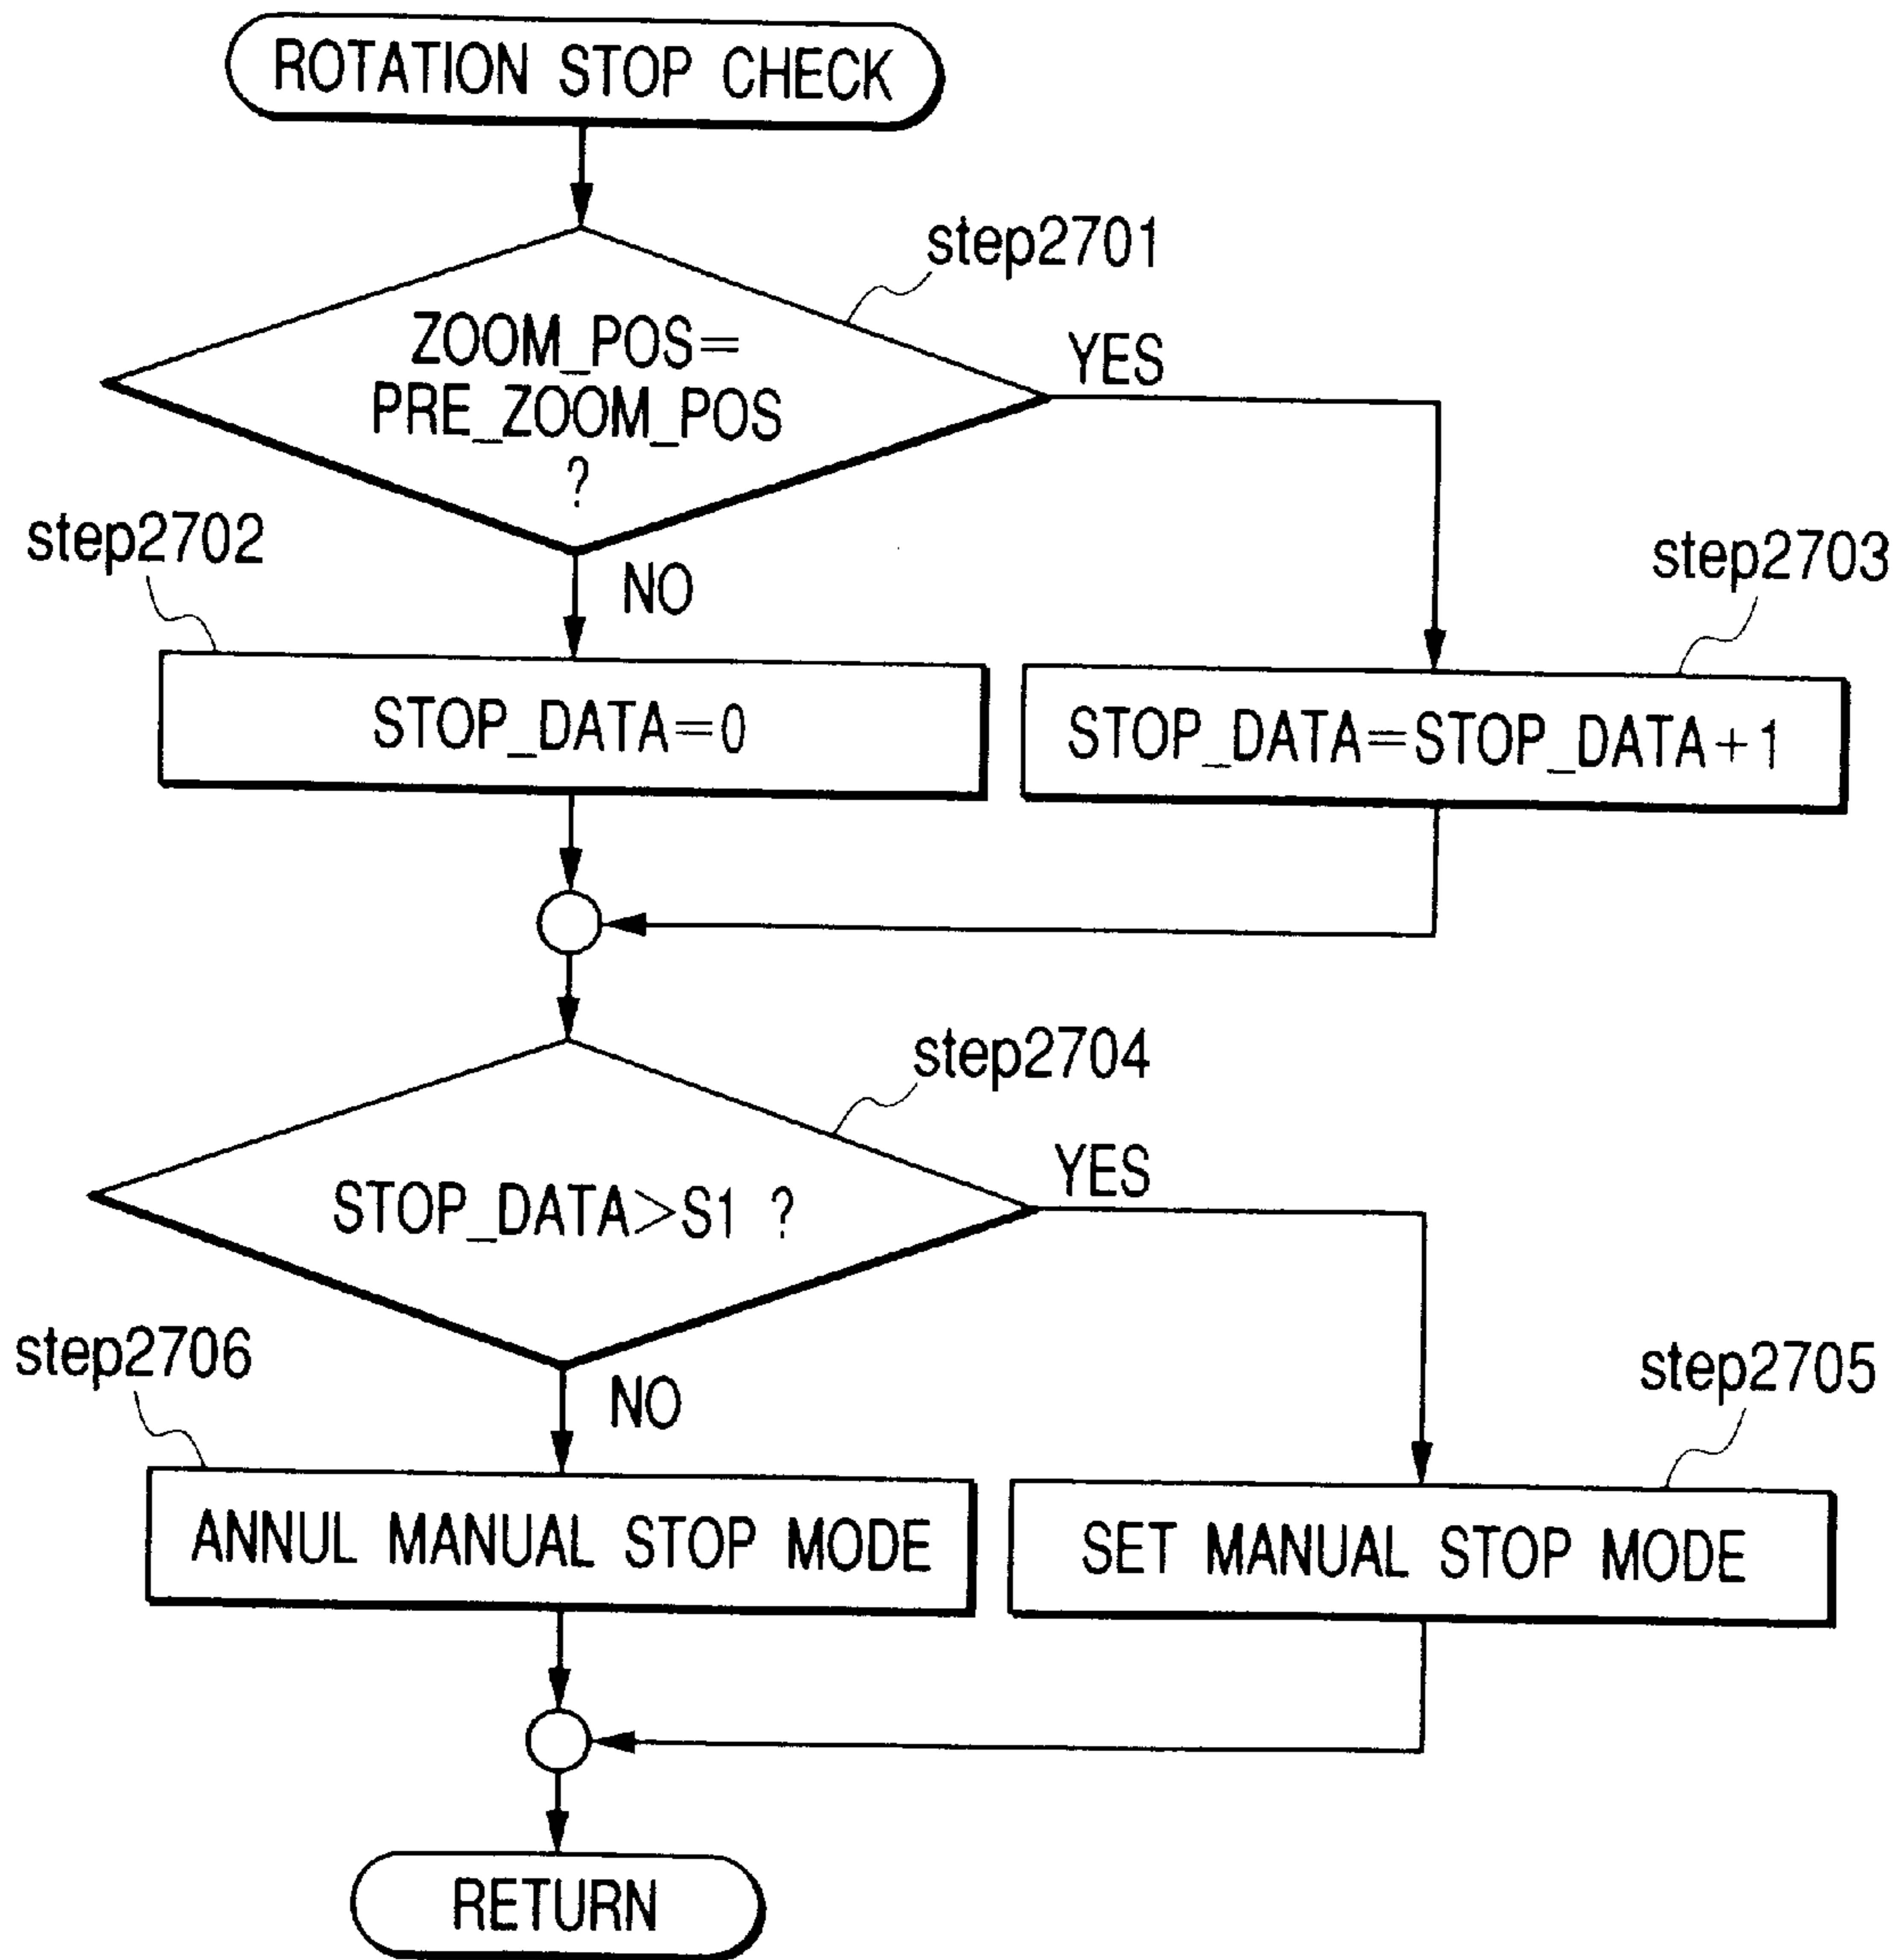 ROTATION STOP CHECK
step2701
ZOOM_POS=
PRE_ZOOM_POS
?
YES
step2702
NO
step2703
STOP_DATA=0
STOP_DATA=STOP_DATA+1
step2704
STOP_DATA>S1 ?
YES
step2706
NO
step2705
ANNUL MANUAL STOP MODE
SET MANUAL STOP MODE
RETURN